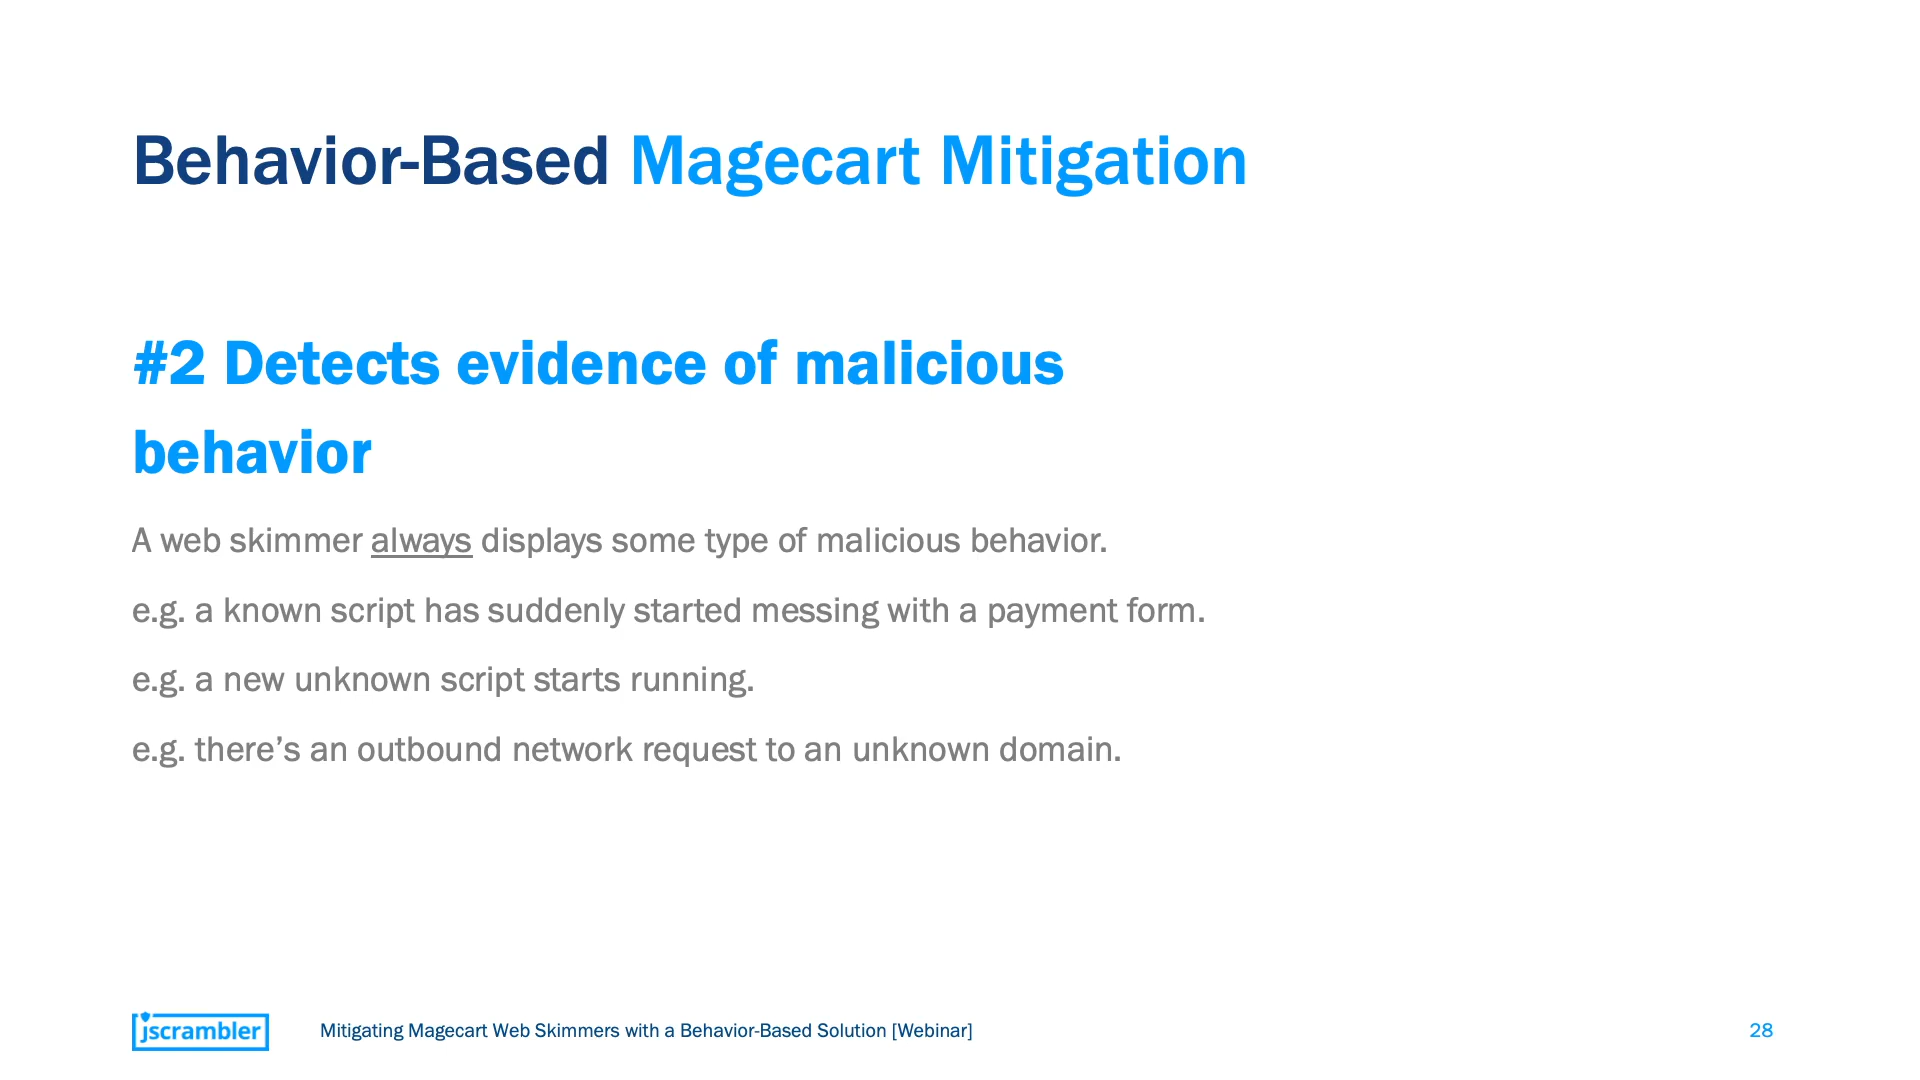 Behavior-Based Magecart Mitigation
#2 Detects evidence of malicious
behavior
A web skimmer always displays some type of malicious behavior.
e.g. a known script has suddenly started messing with a payment form.
e.g. a new unknown script starts running.
e.g. there’s an outbound network request to an unknown domain.
jscrambler
Mitigating Magecart Web Skimmers with a Behavior-Based Solution [Webinar]
28